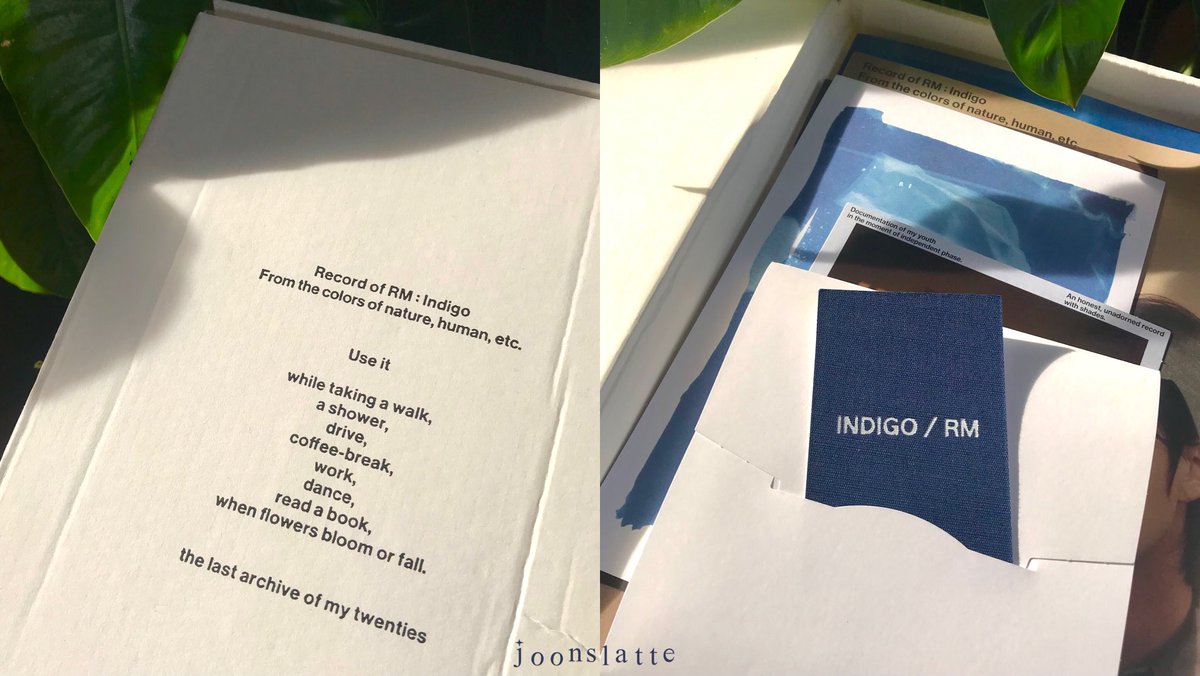 Record of RM : Indigo
From the colors of nature, human, etc.
Use it
while taking a walk,
a shower,
drive,
coffee-break,
work,
dance,
read a book,
when flowers bloom or fall.
the last archive of my twenties
Record of RM : Indigo
From the colors of nature, human, etc.
Documentation of my youth
in the moment of independent phase.
An honest, unadorned record
with shades.
INDIGO / RM
joonslatte